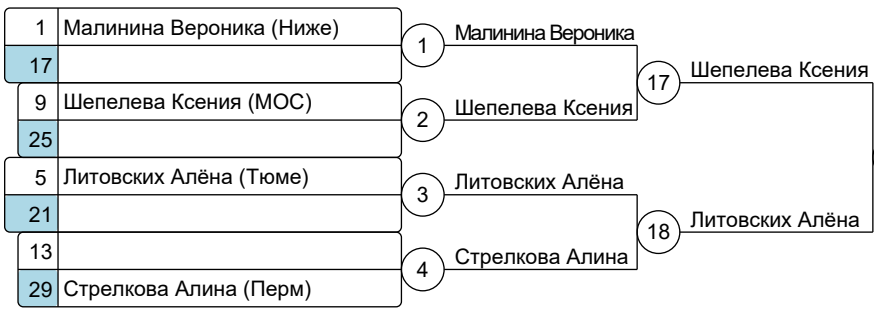 1 Малинина Вероника (Ниже)
17
9 Шепелева Ксения (МОС)
25
5 Литовских Алёна (Тюме)
21
13
29 Стрелкова Алина (Перм)
1 Малинина Вероника
2 Шепелева Ксения
3 Литовских Алёна
4 Стрелкова Алина
17 Шепелева Ксения
18 Литовских Алёна